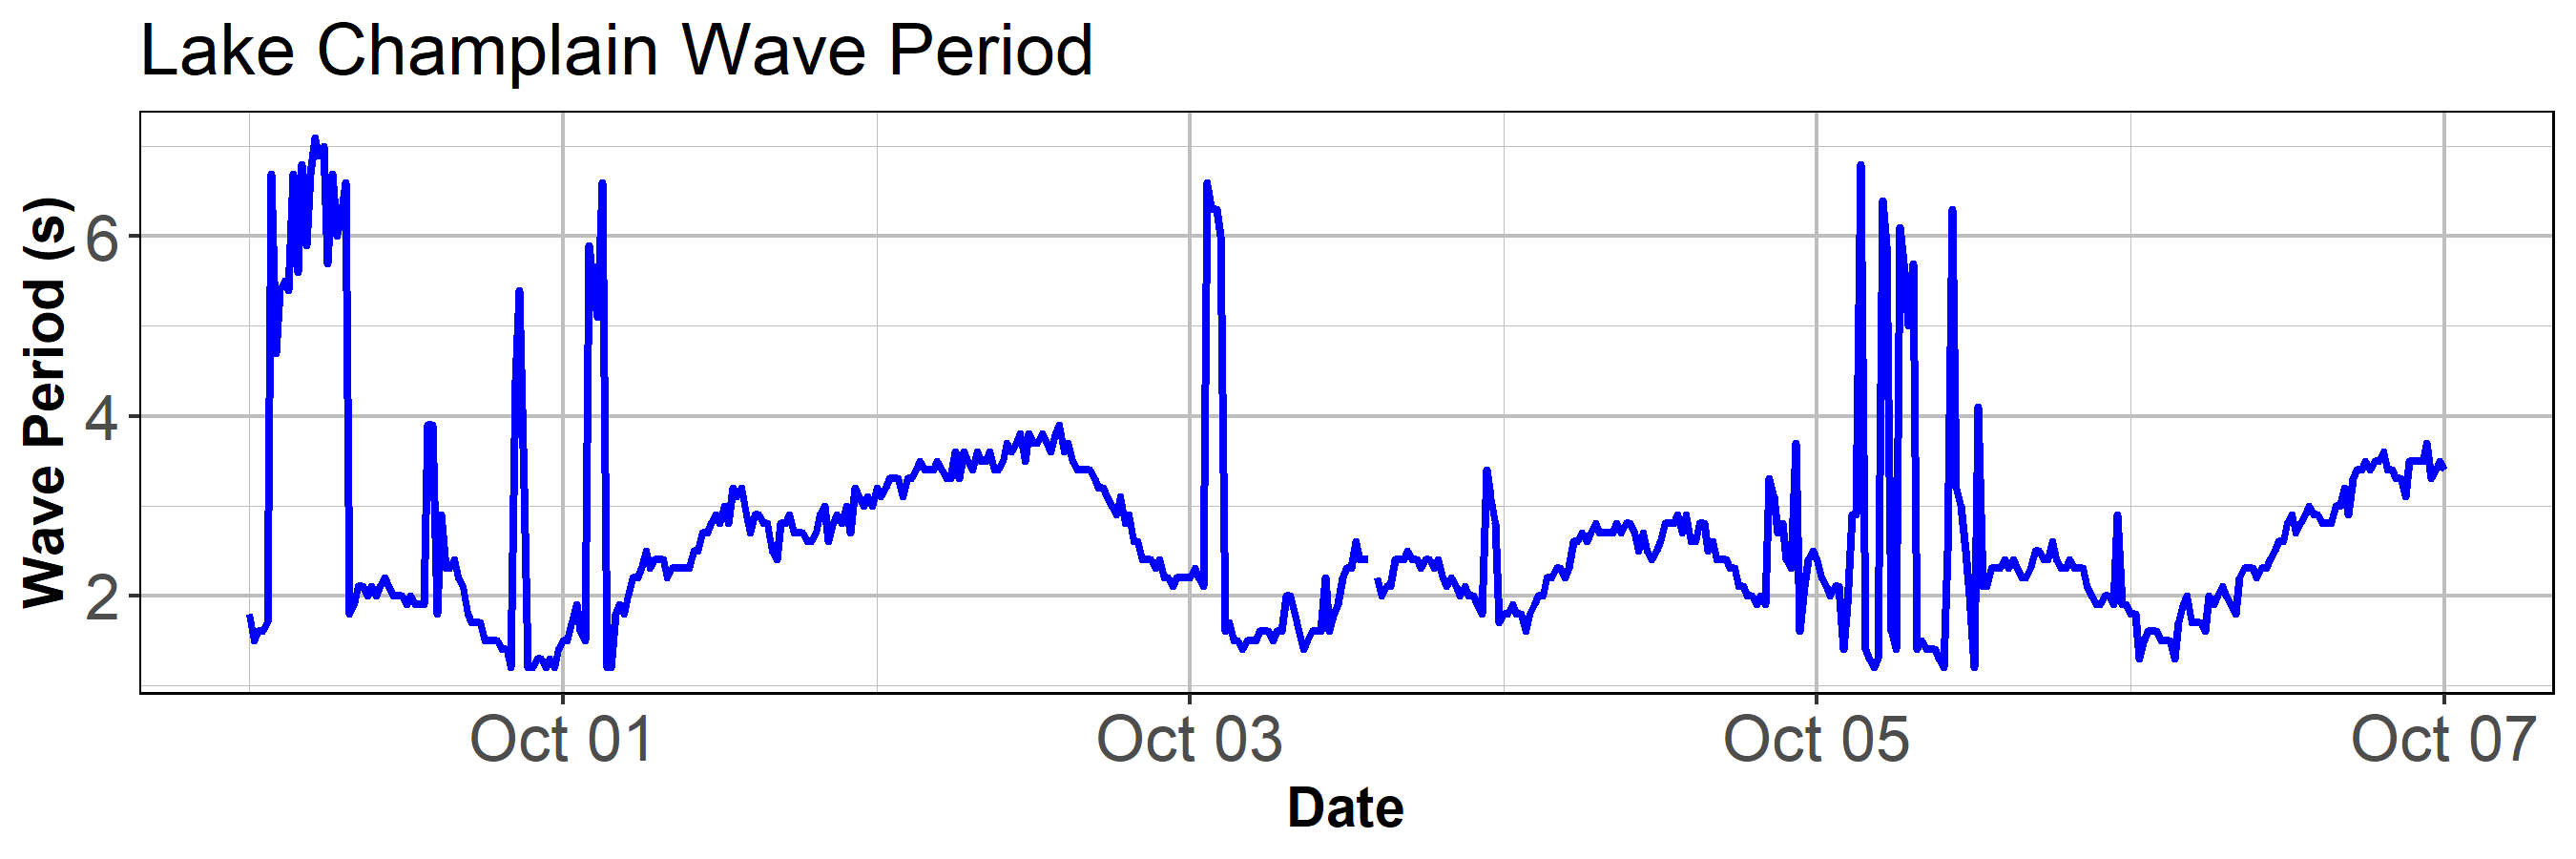 Lake Champlain Wave Period
Wave Period (s)
6
4
2
Oct 01 Oct 03 Oct 05 Oct 07
Date